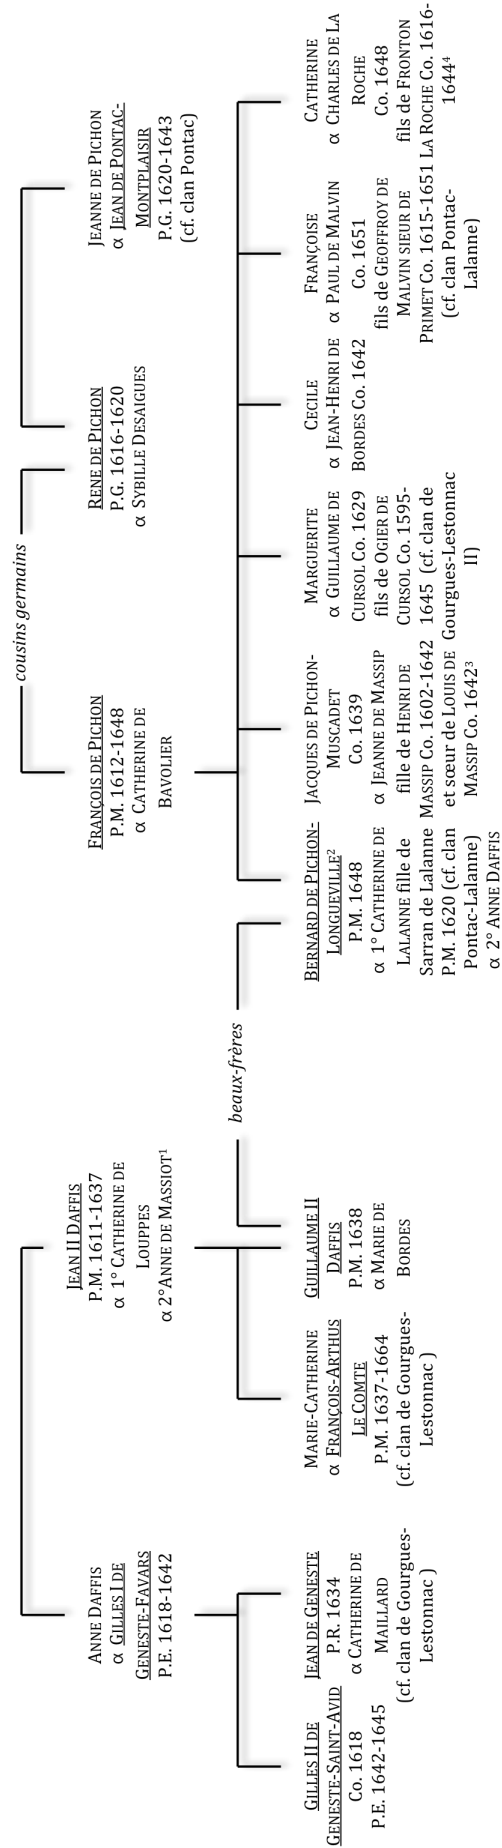 ANNE DAFFIS
α GILLES I DE
GENESTE-FAVARS
P.E. 1618-1642
JEAN II DAFFIS
P.M. 1611-1637
α 1° CATHERINE DE
LOUPPES
α 2°ANNE DE MASSIOT¹
FRANÇOIS DE PICHON
P.M. 1612-1648
α CATHERINE DE
BAVOLIER
cousins germains
RENE DE PICHON
P.G. 1616-1620
α SYBILLE DESAIGUES
JEANNE DE PICHON
α JEAN DE PONTAC-
MONTPLAISIR
P.G. 1620-1643
(cf. clan Pontac)
GILLES II DE
GENESTE-SAINT-AVID
Co. 1618
P.E. 1642-1645
JEAN DE GENESTE
P.R. 1634
α CATHERINE DE
MAILLARD
(cf. clan de Gourgues-
Lestonnac )
MARIE-CATHERINE
α FRANÇOIS-ARTHUS
LE COMTE
P.M. 1637-1664
(cf. clan de Gourgues-
Lestonnac )
GUILLAUME II
DAFFIS
P.M. 1638
α MARIE DE
BORDES
beaux-frères
BERNARD DE PICHON-
LONGUEVILLE²
P.M. 1648
α 1° CATHERINE DE
LALANNE fille de
Sarran de Lalanne
P.M. 1620 (cf. clan
Pontac-Lalanne)
α 2° ANNE DAFFIS
JACQUES DE PICHON-
MUSCADET
Co. 1639
α JEANNE DE MASSIP
fille de HENRI DE
MASSIP Co. 1602-1642
et sœur de LOUIS DE
MASSIP Co. 1642³
MARGUERITE
α GUILLAUME DE
CURSOL Co. 1629
fils de OGIER DE
CURSOL Co. 1595-
1645 (cf. clan de
Gourgues-Lestonnac
II)
CECILE
α JEAN-HENRI DE
BORDES Co. 1642
FRANÇOISE
α PAUL DE MALVIN
Co. 1651
fils de GEOFFROY DE
MALVIN SIEUR DE
PRIMET Co. 1615-1651
(cf. clan Pontac-
Lalanne)
CATHERINE
α CHARLES DE LA
ROCHE
Co. 1648
fils de FRONTON
LA ROCHE Co. 1616-
1644⁴